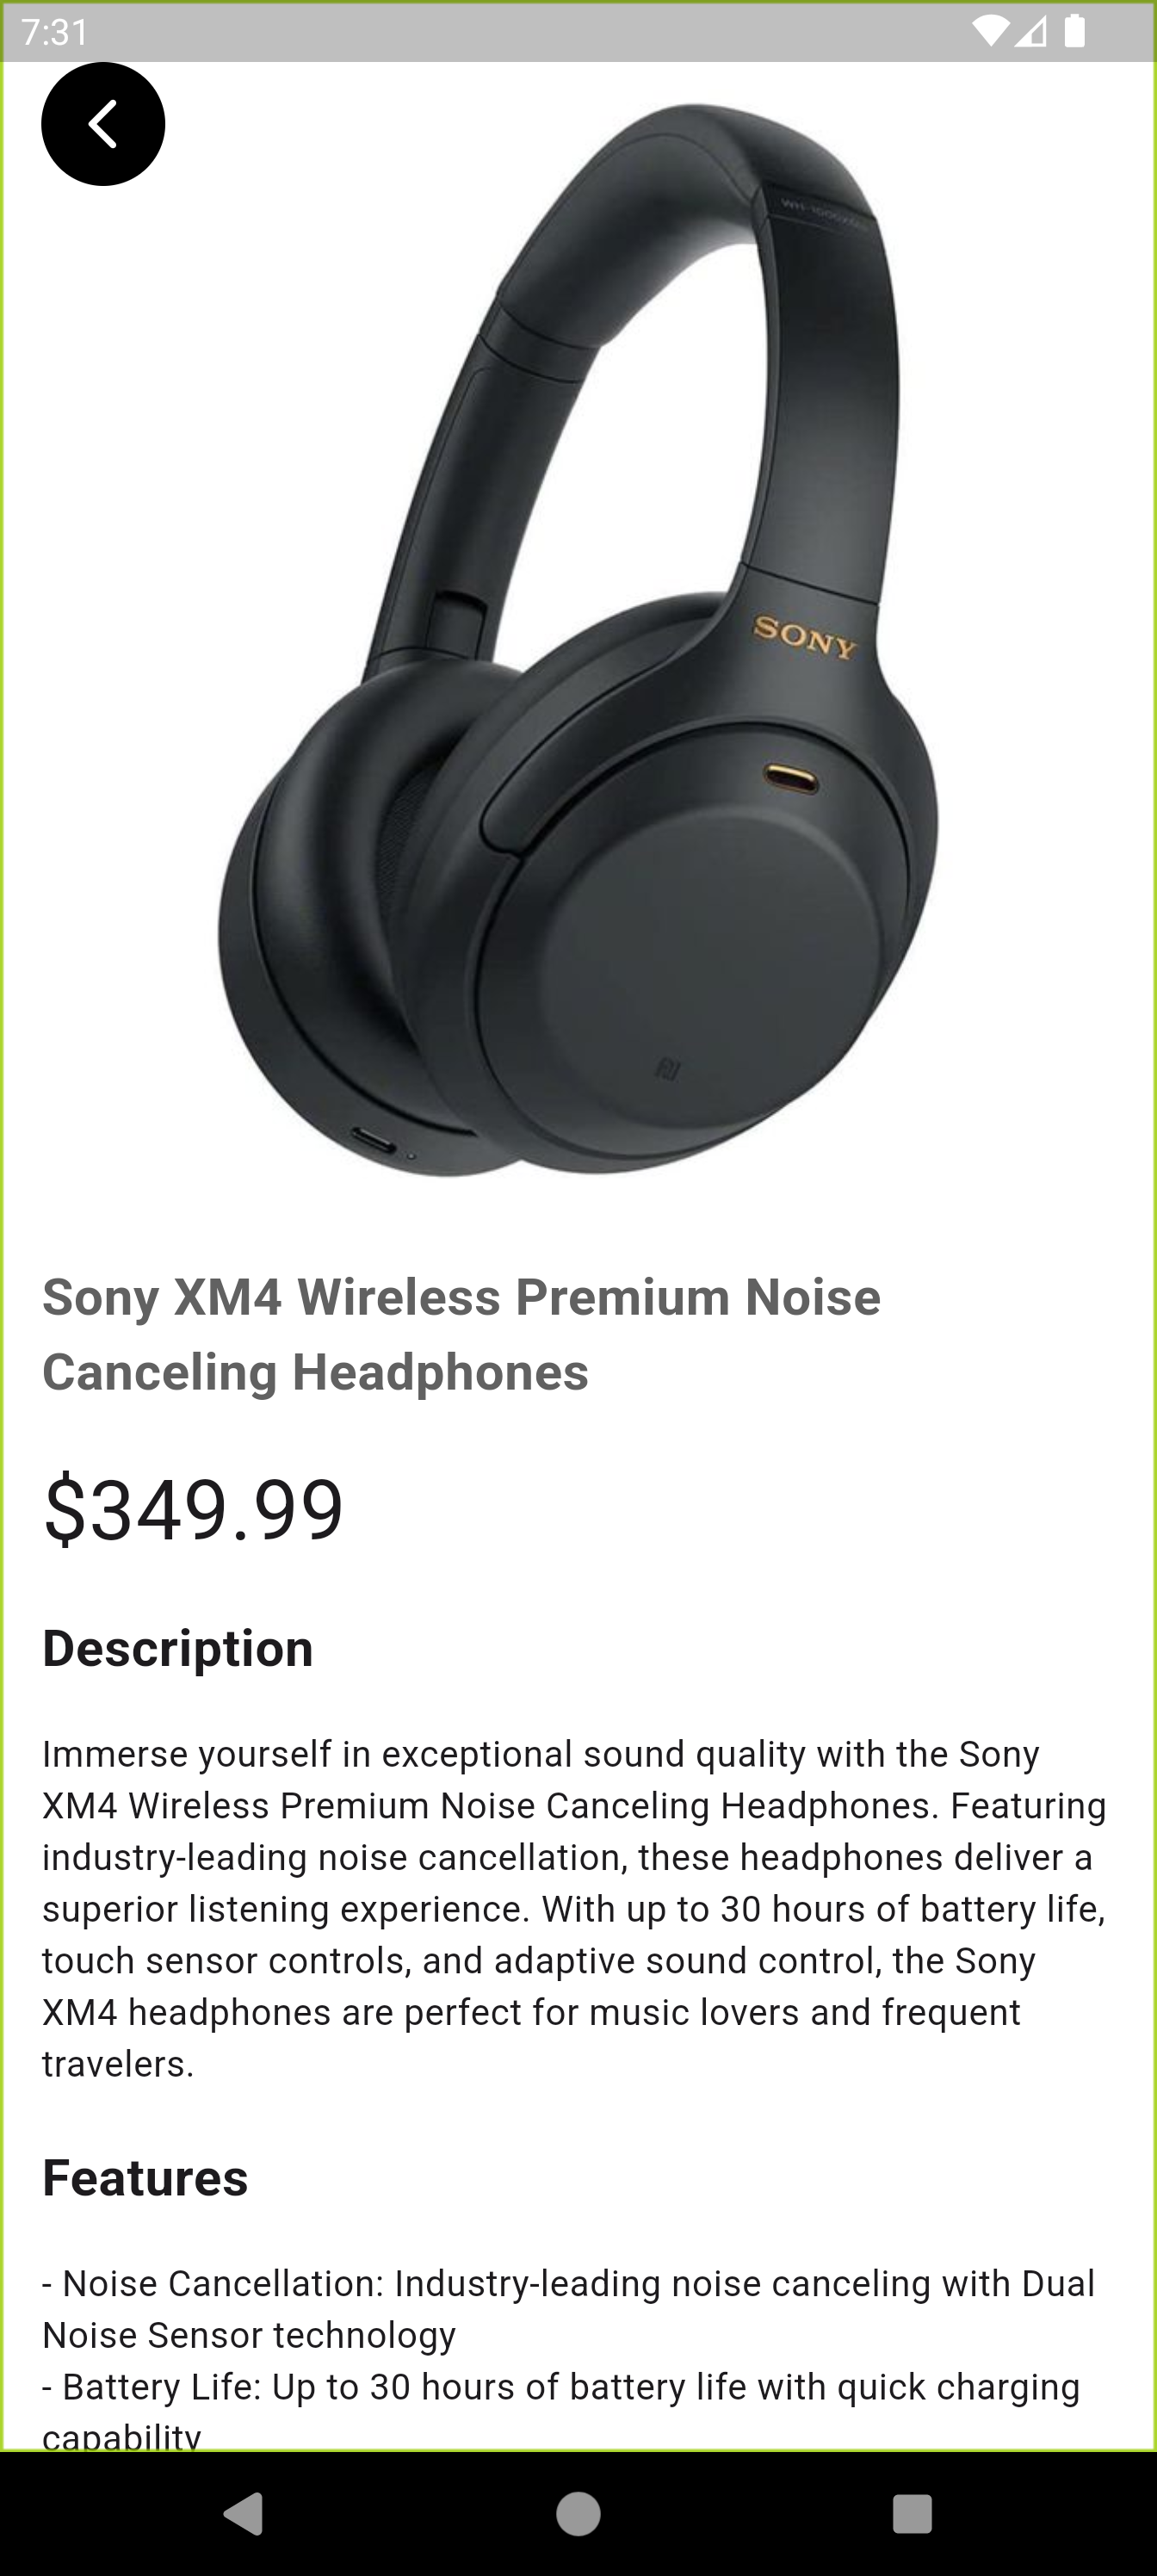 7:31
WH-1000XM4
SONY
Sony XM4 Wireless Premium Noise
Canceling Headphones
$349.99
Description
Immerse yourself in exceptional sound quality with the Sony
XM4 Wireless Premium Noise Canceling Headphones. Featuring
industry-leading noise cancellation, these headphones deliver a
superior listening experience. With up to 30 hours of battery life,
touch sensor controls, and adaptive sound control, the Sony
XM4 headphones are perfect for music lovers and frequent
travelers.
Features
- Noise Cancellation: Industry-leading noise canceling with Dual
Noise Sensor technology
- Battery Life: Up to 30 hours of battery life with quick charging
capability